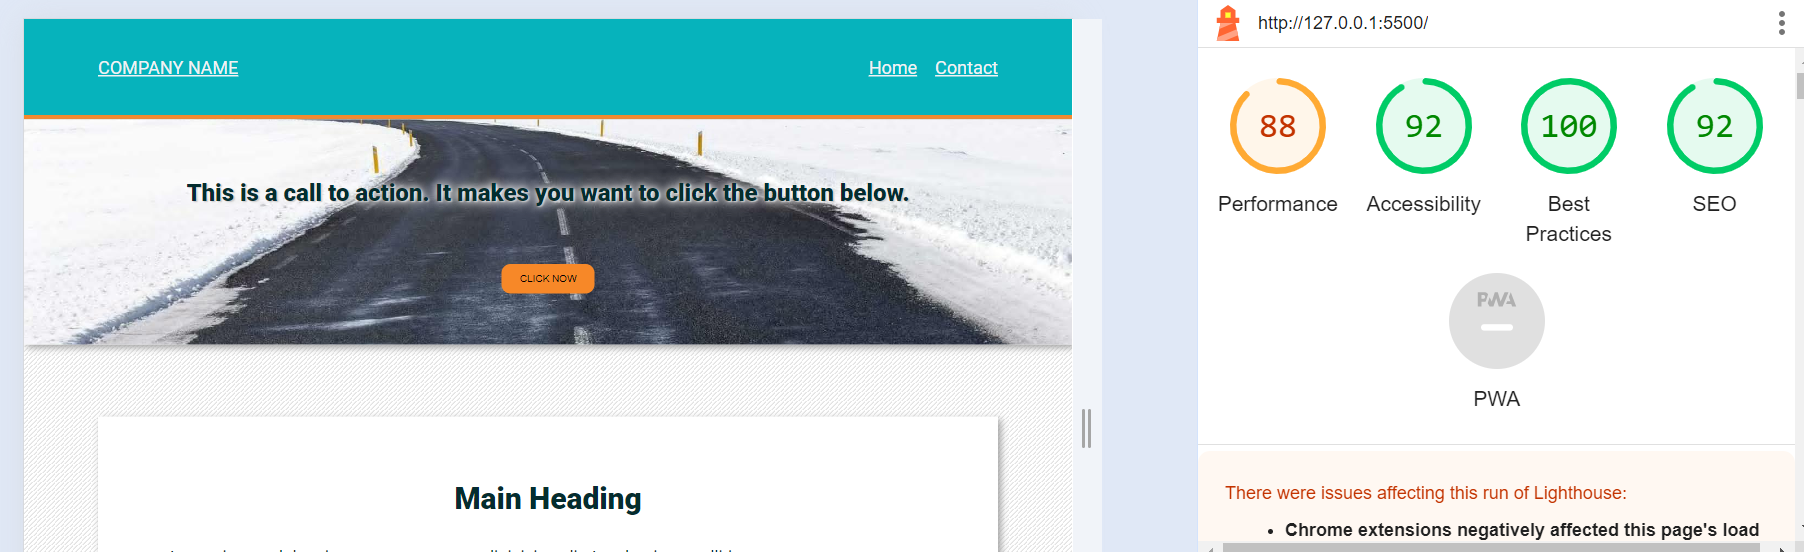 COMPANY NAME
Home Contact
This is a call to action. It makes you want to click the button below.
CLICK NOW
Main Heading
http://127.0.0.1:5500/
88 92 100 92
Performance Accessibility Best Practices SEO
PWA
PWA
There were issues affecting this run of Lighthouse:
• Chrome extensions negatively affected this page's load